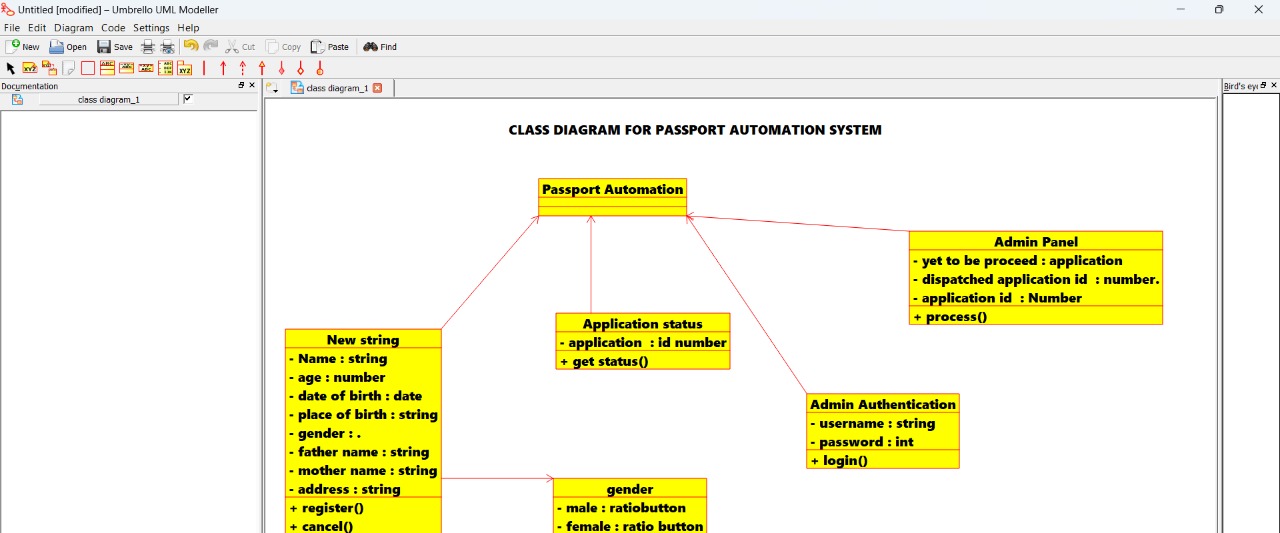 Untitled [modified] – Umbrello UML Modeller
File Edit Diagram Code Settings Help
New Open Save Cut Copy Paste Find
Documentation
class diagram_1
class diagram_1
Bird's eye
CLASS DIAGRAM FOR PASSPORT AUTOMATION SYSTEM
Passport Automation
Admin Panel
- yet to be proceed : application
- dispatched application id : number.
- application id : Number
+ process()
Application status
- application : id number
+ get status()
New string
- Name : string
- age : number
- date of birth : date
- place of birth : string
- gender : .
- father name : string
- mother name : string
- address : string
+ register()
+ cancel()
Admin Authentication
- username : string
- password : int
+ login()
gender
- male : ratiobutton
- female : ratio button